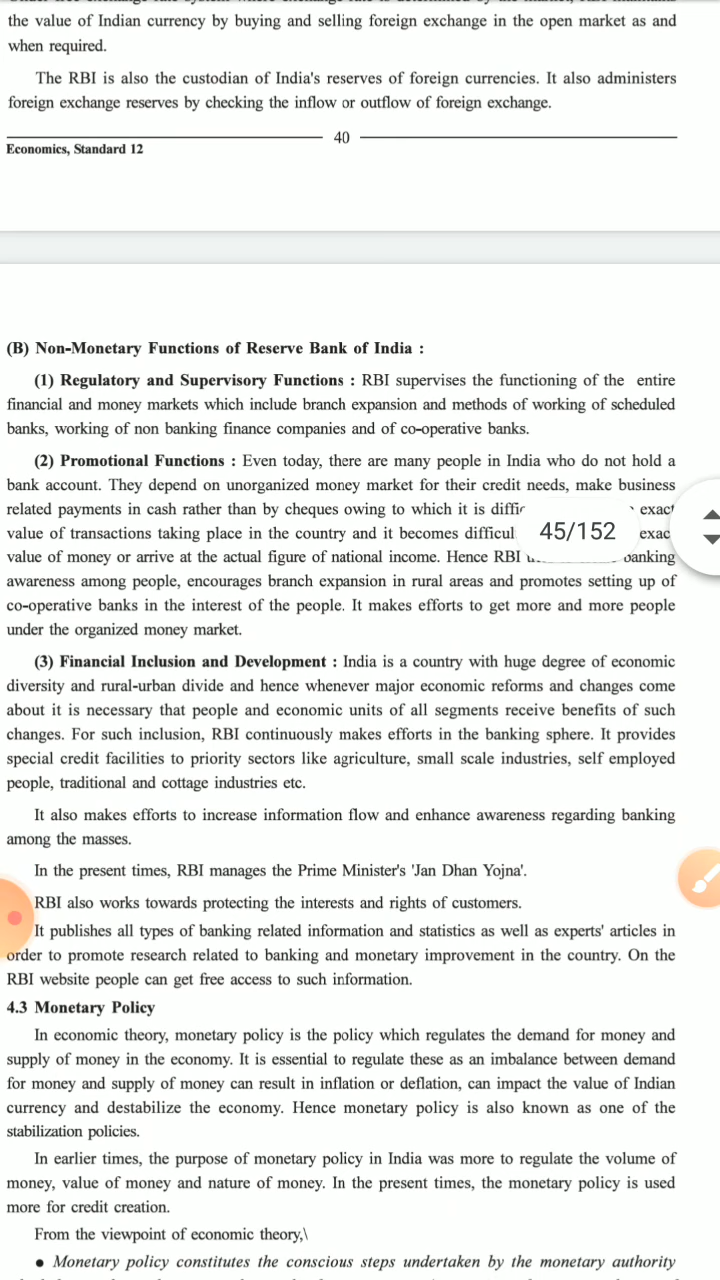 the value of Indian currency by buying and selling foreign exchange in the open market as and
when required.
The RBI is also the custodian of India's reserves of foreign currencies. It also administers
foreign exchange reserves by checking the inflow or outflow of foreign exchange.
40
Economics, Standard 12
(B) Non-Monetary Functions of Reserve Bank of India :
(1) Regulatory and Supervisory Functions : RBI supervises the functioning of the entire
financial and money markets which include branch expansion and methods of working of scheduled
banks, working of non banking finance companies and of co-operative banks.
(2) Promotional Functions : Even today, there are many people in India who do not hold a
bank account. They depend on unorganized money market for their credit needs, make business
related payments in cash rather than by cheques owing to which it is exact
value of transactions taking place in the country and it becomes 45/152
value of money or arrive at the actual figure of national income. Hence RBI banking
awareness among people, encourages branch expansion in rural areas and promotes setting up of
co-operative banks in the interest of the people. It makes efforts to get more and more people
under the organized money market.
(3) Financial Inclusion and Development : India is a country with huge degree of economic
diversity and rural-urban divide and hence whenever major economic reforms and changes come
about it is necessary that people and economic units of all segments receive benefits of such
changes. For such inclusion, RBI continuously makes efforts in the banking sphere. It provides
special credit facilities to priority sectors like agriculture, small scale industries, self employed
people, traditional and cottage industries etc.
It also makes efforts to increase information flow and enhance awareness regarding banking
among the masses.
In the present times, RBI manages the Prime Minister's 'Jan Dhan Yojna'.
RBI also works towards protecting the interests and rights of customers.
It publishes all types of banking related information and statistics as well as experts' articles in
order to promote research related to banking and monetary improvement in the country. On the
RBI website people can get free access to such information.
4.3 Monetary Policy
In economic theory, monetary policy is the policy which regulates the demand for money and
supply of money in the economy. It is essential to regulate these as an imbalance between demand
for money and supply of money can result in inflation or deflation, can impact the value of Indian
currency and destabilize the economy. Hence monetary policy is also known as one of the
stabilization policies.
In earlier times, the purpose of monetary policy in India was more to regulate the volume of
money, value of money and nature of money. In the present times, the monetary policy is used
more for credit creation.
From the viewpoint of economic theory,\
• Monetary policy constitutes the conscious steps undertaken by the monetary authority